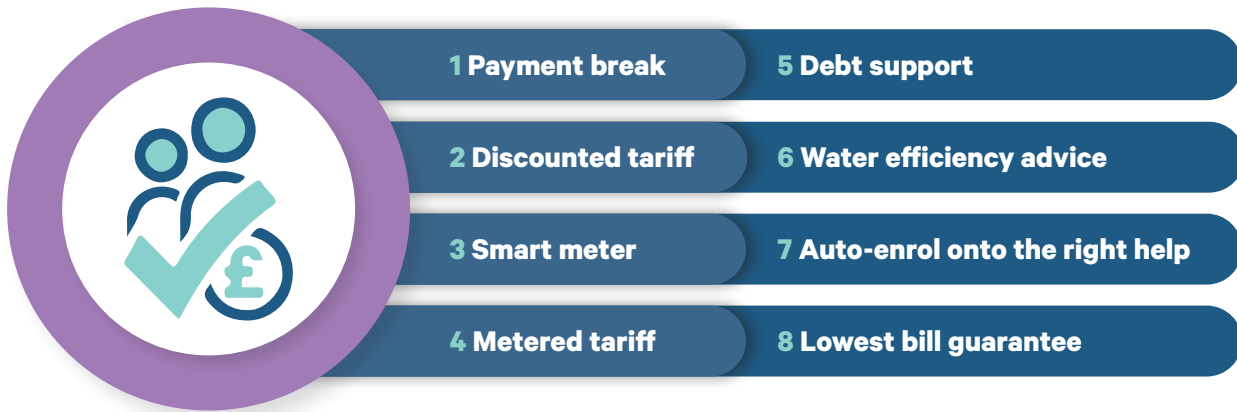 1 Payment break
2 Discounted tariff
3 Smart meter
4 Metered tariff
5 Debt support
6 Water efficiency advice
7 Auto-enrol onto the right help
8 Lowest bill guarantee
£